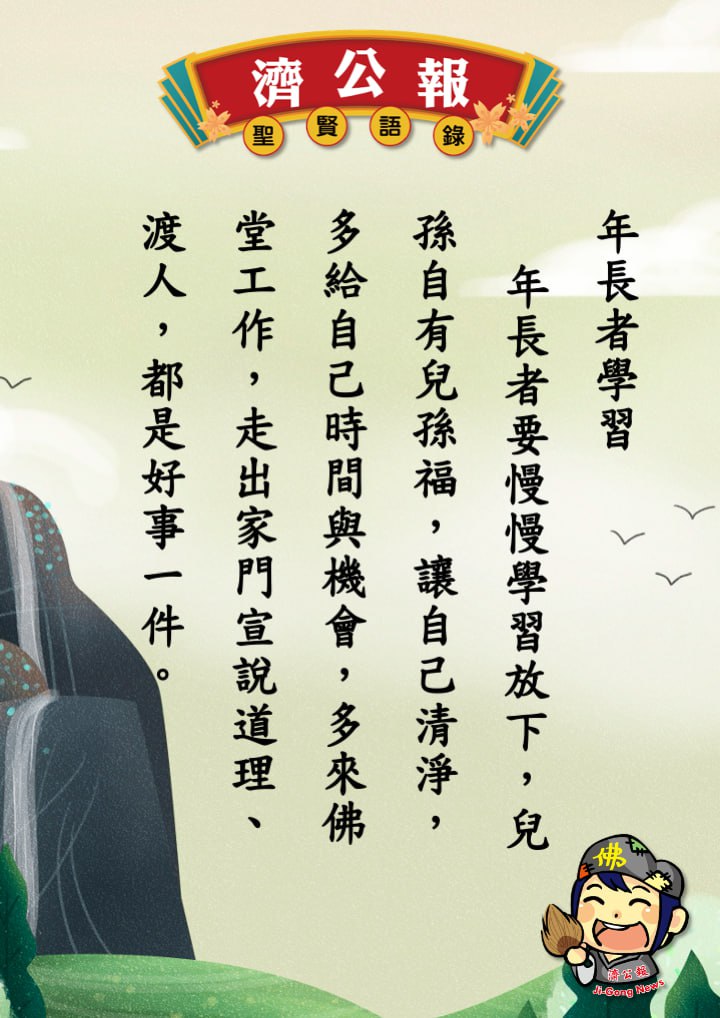 濟公報
聖賢語錄
年長者學習
年長者要慢慢學習放下，兒
孫自有兒孫福，讓自己清淨，
多給自己時間與機會，多來佛
堂工作，走出家門宣說道理、
渡人，都是好事一件。
佛
濟公報
Ji-Gong News